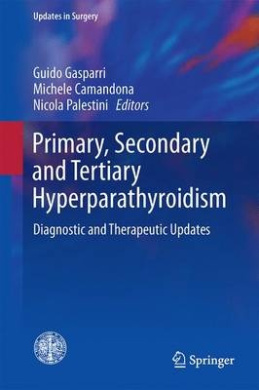 Updates in Surgery
Guido Gasparri
Michele Camandona
Nicola Palestini Editors
Primary, Secondary
and Tertiary
Hyperparathyroidism
Diagnostic and Therapeutic Updates
Springer